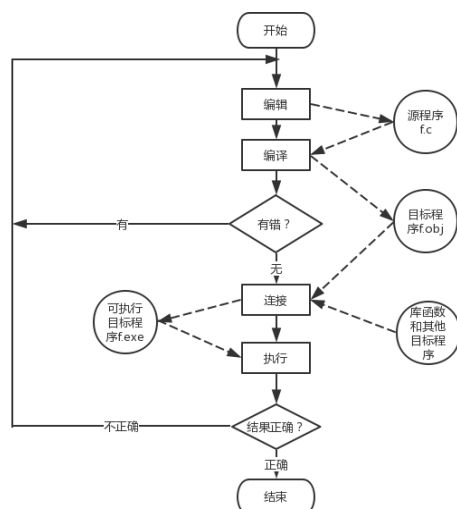 开始
编辑
源程序
f.c
编译
有错？
有
目标程
序f.obj
无
连接
可执行
目标程
序f.exe
库函数
和其他
目标程
序
执行
结果正确？
不正确
正确
结束